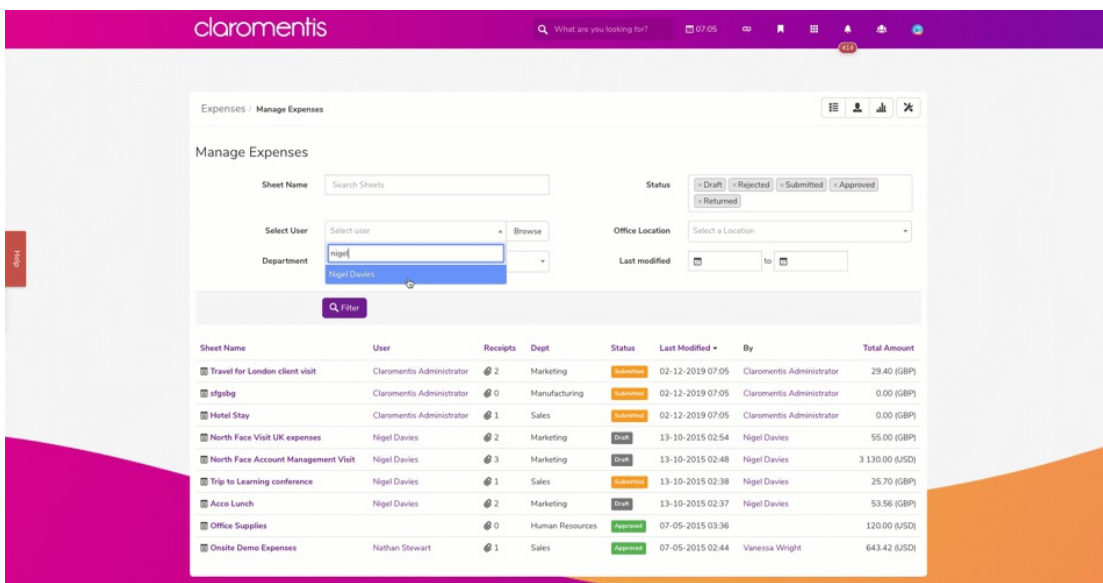 claromentis
What are you looking for? 07:05
414
Expenses / Manage Expenses
Manage Expenses
Sheet Name Search Sheets Status ×Draft ×Rejected ×Submitted ×Approved
×Returned
Select User Select user Browse Office Location Select a Location
Department nigel Last modified to
Nigel Davies
Help
Filter
Sheet Name User Receipts Dept Status Last Modified By Total Amount
Travel for London client visit Claromentis Administrator 2 Marketing Submitted 02-12-2019 07:05 Claromentis Administrator 29.40 (GBP)
sfgsbg Claromentis Administrator 0 Manufacturing Submitted 02-12-2019 07:05 Claromentis Administrator 0.00 (GBP)
Hotel Stay Claromentis Administrator 1 Sales Submitted 02-12-2019 07:05 Claromentis Administrator 0.00 (GBP)
North Face Visit UK expenses Nigel Davies 2 Marketing Draft 13-10-2015 02:54 Nigel Davies 55.00 (GBP)
North Face Account Management Visit Nigel Davies 3 Marketing Draft 13-10-2015 02:48 Nigel Davies 3 130.00 (USD)
Trip to Learning conference Nigel Davies 1 Sales Submitted 13-10-2015 02:38 Nigel Davies 25.70 (GBP)
Acco Lunch Nigel Davies 2 Marketing Draft 13-10-2015 02:37 Nigel Davies 53.56 (GBP)
Office Supplies 0 Human Resources Approved 07-05-2015 03:36 120.00 (USD)
Onsite Demo Expenses Nathan Stewart 1 Sales Approved 07-05-2015 02:44 Vanessa Wright 643.42 (USD)